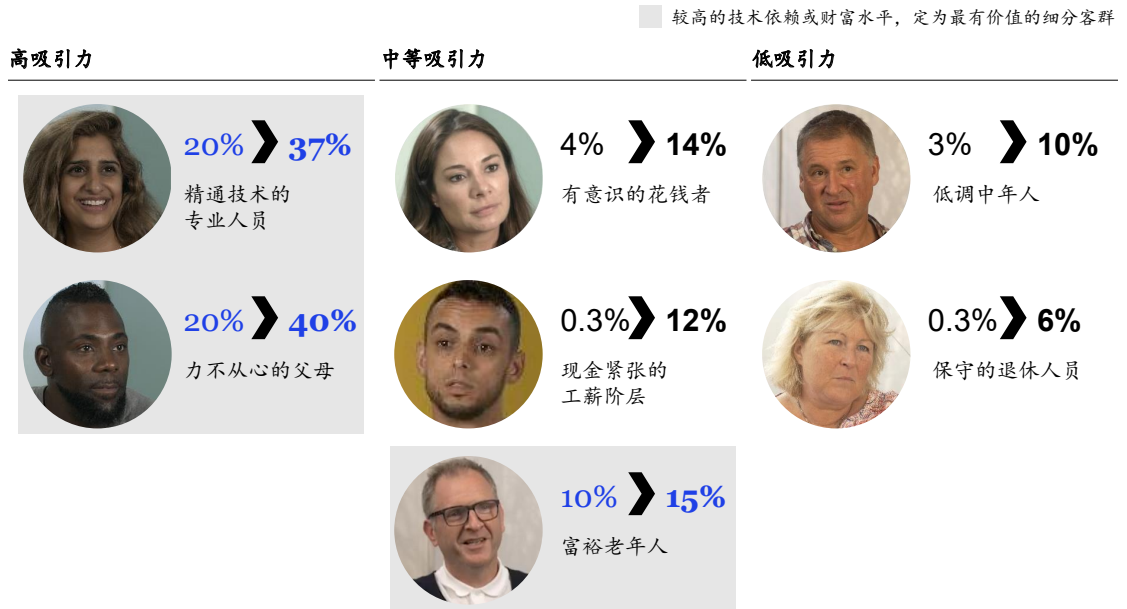 较高的技术依赖或财富水平，定为最有价值的细分客群
高吸引力
20% 37%
精通技术的
专业人员
20% 40%
力不从心的父母
中等吸引力
4% 14%
有意识的花钱者
0.3% 12%
现金紧张的
工薪阶层
10% 15%
富裕老年人
低吸引力
3% 10%
低调中年人
0.3% 6%
保守的退休人员